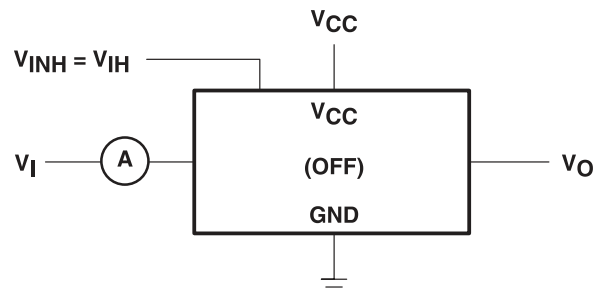 VCC
VINH = VIH
VCC
VI
A
(OFF)
VO
GND